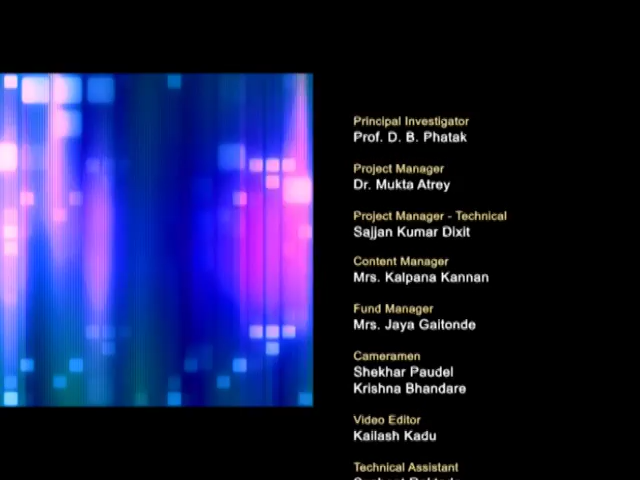 Principal Investigator
Prof. D. B. Phatak
Project Manager
Dr. Mukta Atrey
Project Manager - Technical
Sajjan Kumar Dixit
Content Manager
Mrs. Kalpana Kannan
Fund Manager
Mrs. Jaya Gaitonde
Cameramen
Shekhar Paudel
Krishna Bhandare
Video Editor
Kailash Kadu
Technical Assistant